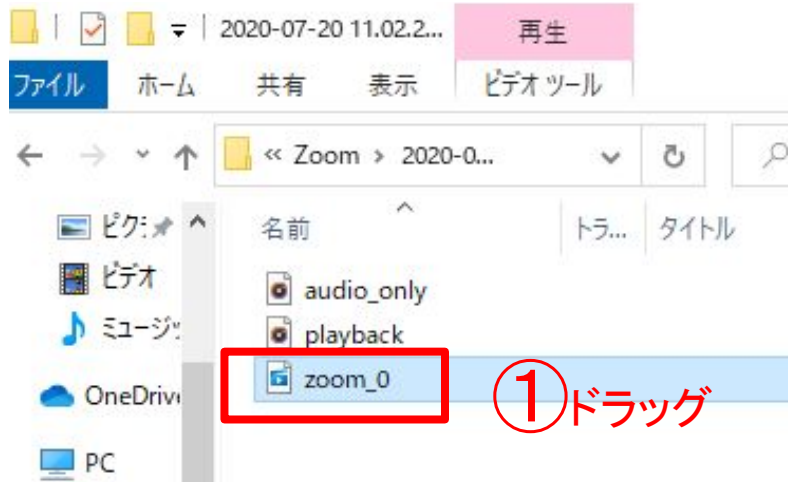 2020-07-20 11.02.2... 再生
ファイル ホーム 共有 表示 ビデオ ツール
« Zoom › 2020-0...
ピク
名前 トラ... タイトル
ビデオ
audio_only
ミュージッ
playback
zoom_0
①ドラッグ
OneDriv
PC